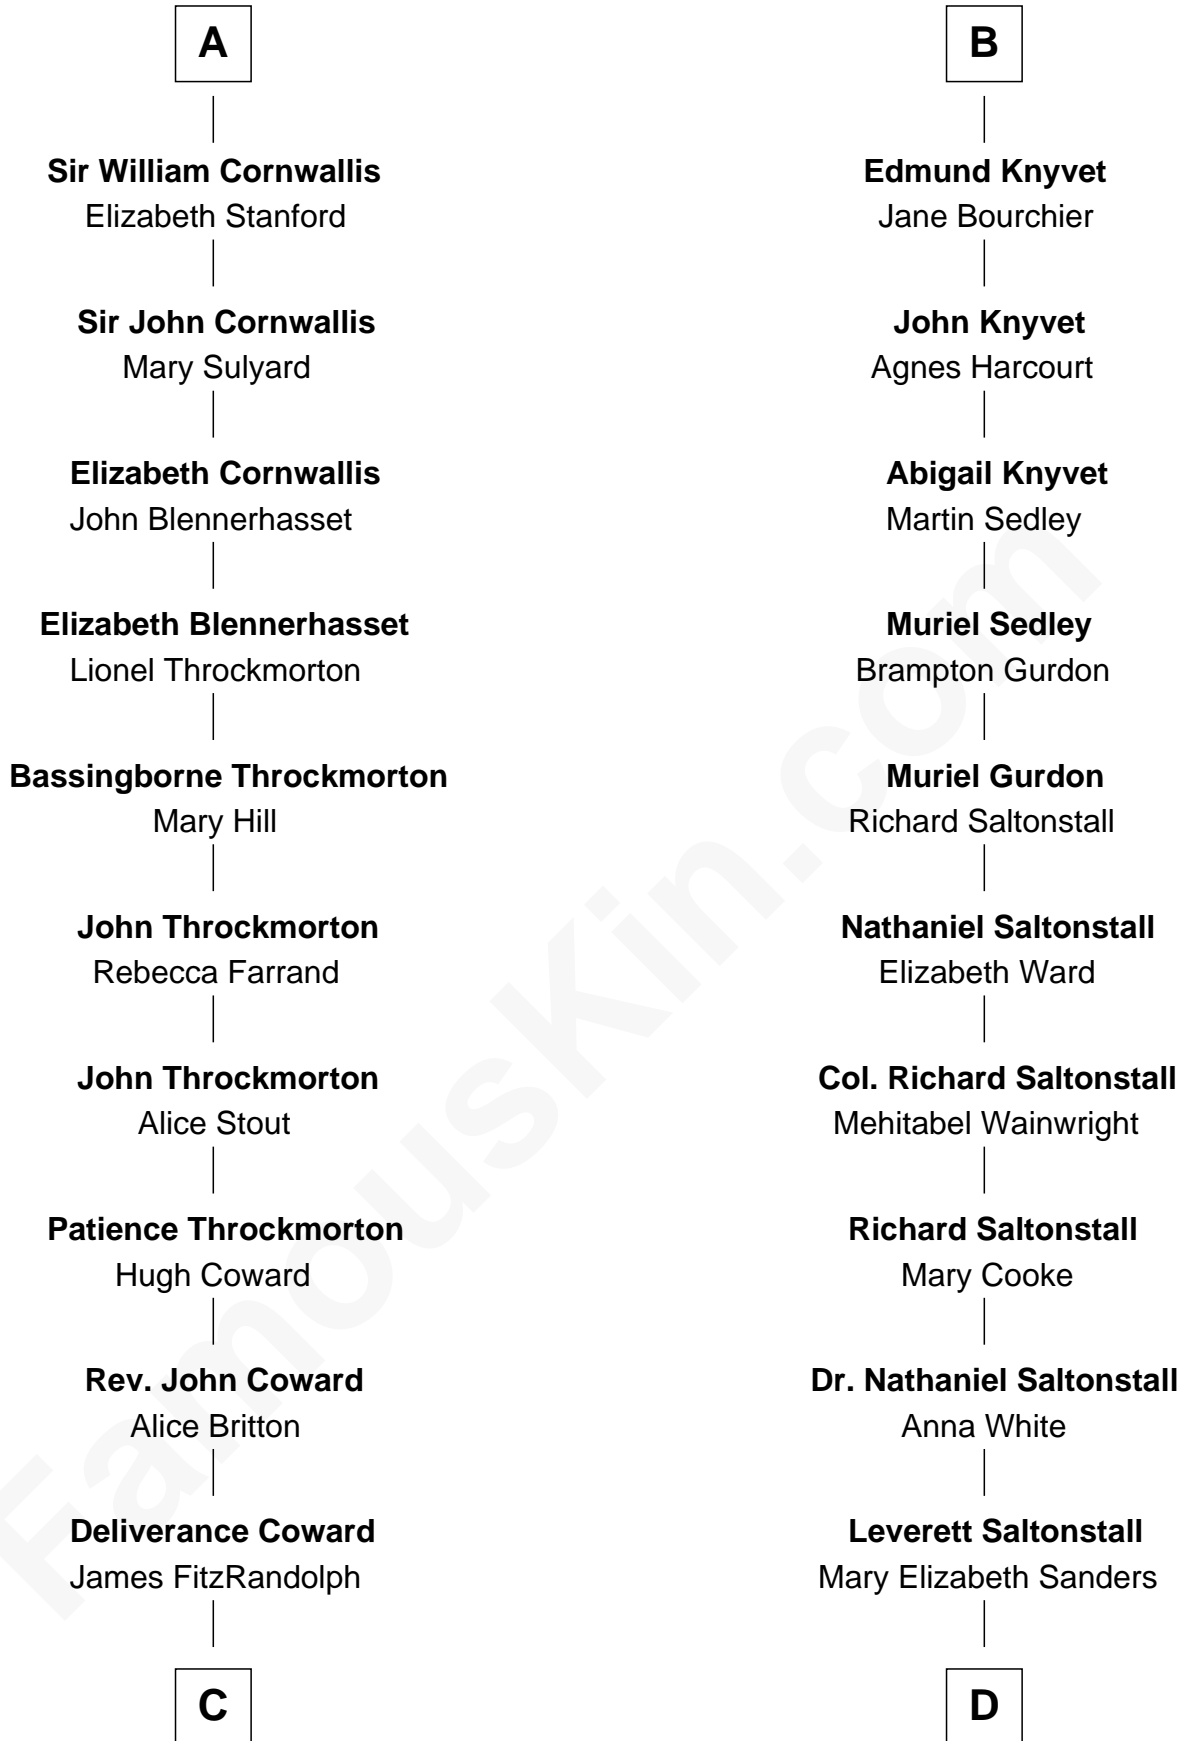 A
Sir William Cornwallis
Elizabeth Stanford
Sir John Cornwallis
Mary Sulyard
Elizabeth Cornwallis
John Blennerhasset
Elizabeth Blennerhasset
Lionel Throckmorton
Bassingborne Throckmorton
Mary Hill
John Throckmorton
Rebecca Farrand
John Throckmorton
Alice Stout
Patience Throckmorton
Hugh Coward
Rev. John Coward
Alice Britton
Deliverance Coward
James FitzRandolph
C
B
Edmund Knyvet
Jane Bourchier
John Knyvet
Agnes Harcourt
Abigail Knyvet
Martin Sedley
Muriel Sedley
Brampton Gurdon
Muriel Gurdon
Richard Saltonstall
Nathaniel Saltonstall
Elizabeth Ward
Col. Richard Saltonstall
Mehitabel Wainwright
Richard Saltonstall
Mary Cooke
Dr. Nathaniel Saltonstall
Anna White
Leverett Saltonstall
Mary Elizabeth Sanders
D
FamousKin.com